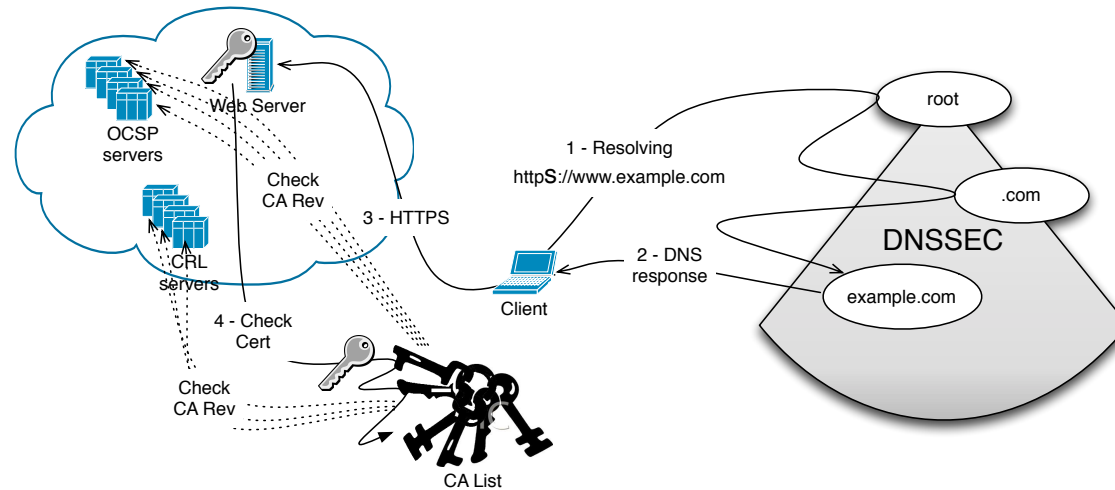 root
1 - Resolving
httpS://www.example.com
.com
DNSSEC
2 - DNS
response
example.com
Client
3 - HTTPS
Web Server
OCSP
servers
Check
CA Rev
CRL
servers
4 - Check
Cert
Check
CA Rev
CA List